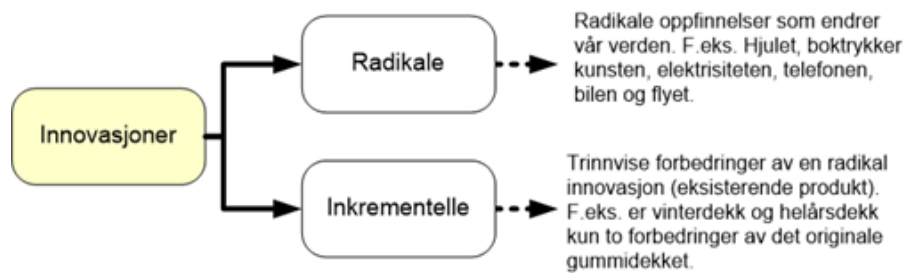 Innovasjoner
Radikale
Radikale oppfinnelser som endrer
vår verden. F.eks. Hjulet, boktrykker
kunsten, elektrisiteten, telefonen,
bilen og flyet.
Inkrementelle
Trinnvise forbedringer av en radikal
innovasjon (eksisterende produkt).
F.eks. er vinterdekk og helårsdekk
kun to forbedringer av det originale
gummidekket.